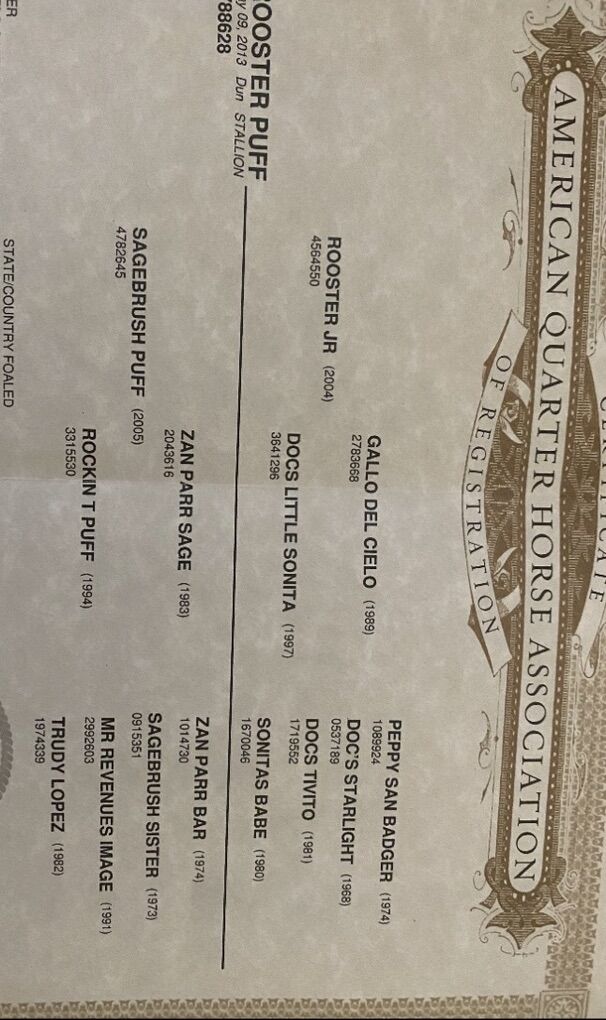 AMERICAN QUARTER HORSE ASSOCIATION
OF REGISTRATION
PEPPY SAN BADGER (1974)
1089924
GALLO DEL CIELO (1989)
2783668
DOC'S STARLIGHT (1968)
0537189
ROOSTER JR (2004)
4564550
DOCS TIVITO (1981)
1719552
DOCS LITTLE SONITA (1997)
3641296
SONITAS BABE (1980)
1670046
ROOSTER PUFF
09, 2013 Dun STALLION
88628
ZAN PARR BAR (1974)
1014730
ZAN PARR SAGE (1983)
2043616
SAGEBRUSH SISTER (1973)
0915351
SAGEBRUSH PUFF (2005)
4782645
MR REVENUES IMAGE (1991)
2992603
ROCKIN T PUFF (1994)
3315530
TRUDY LOPEZ (1982)
1974339
STATE/COUNTRY FOALED